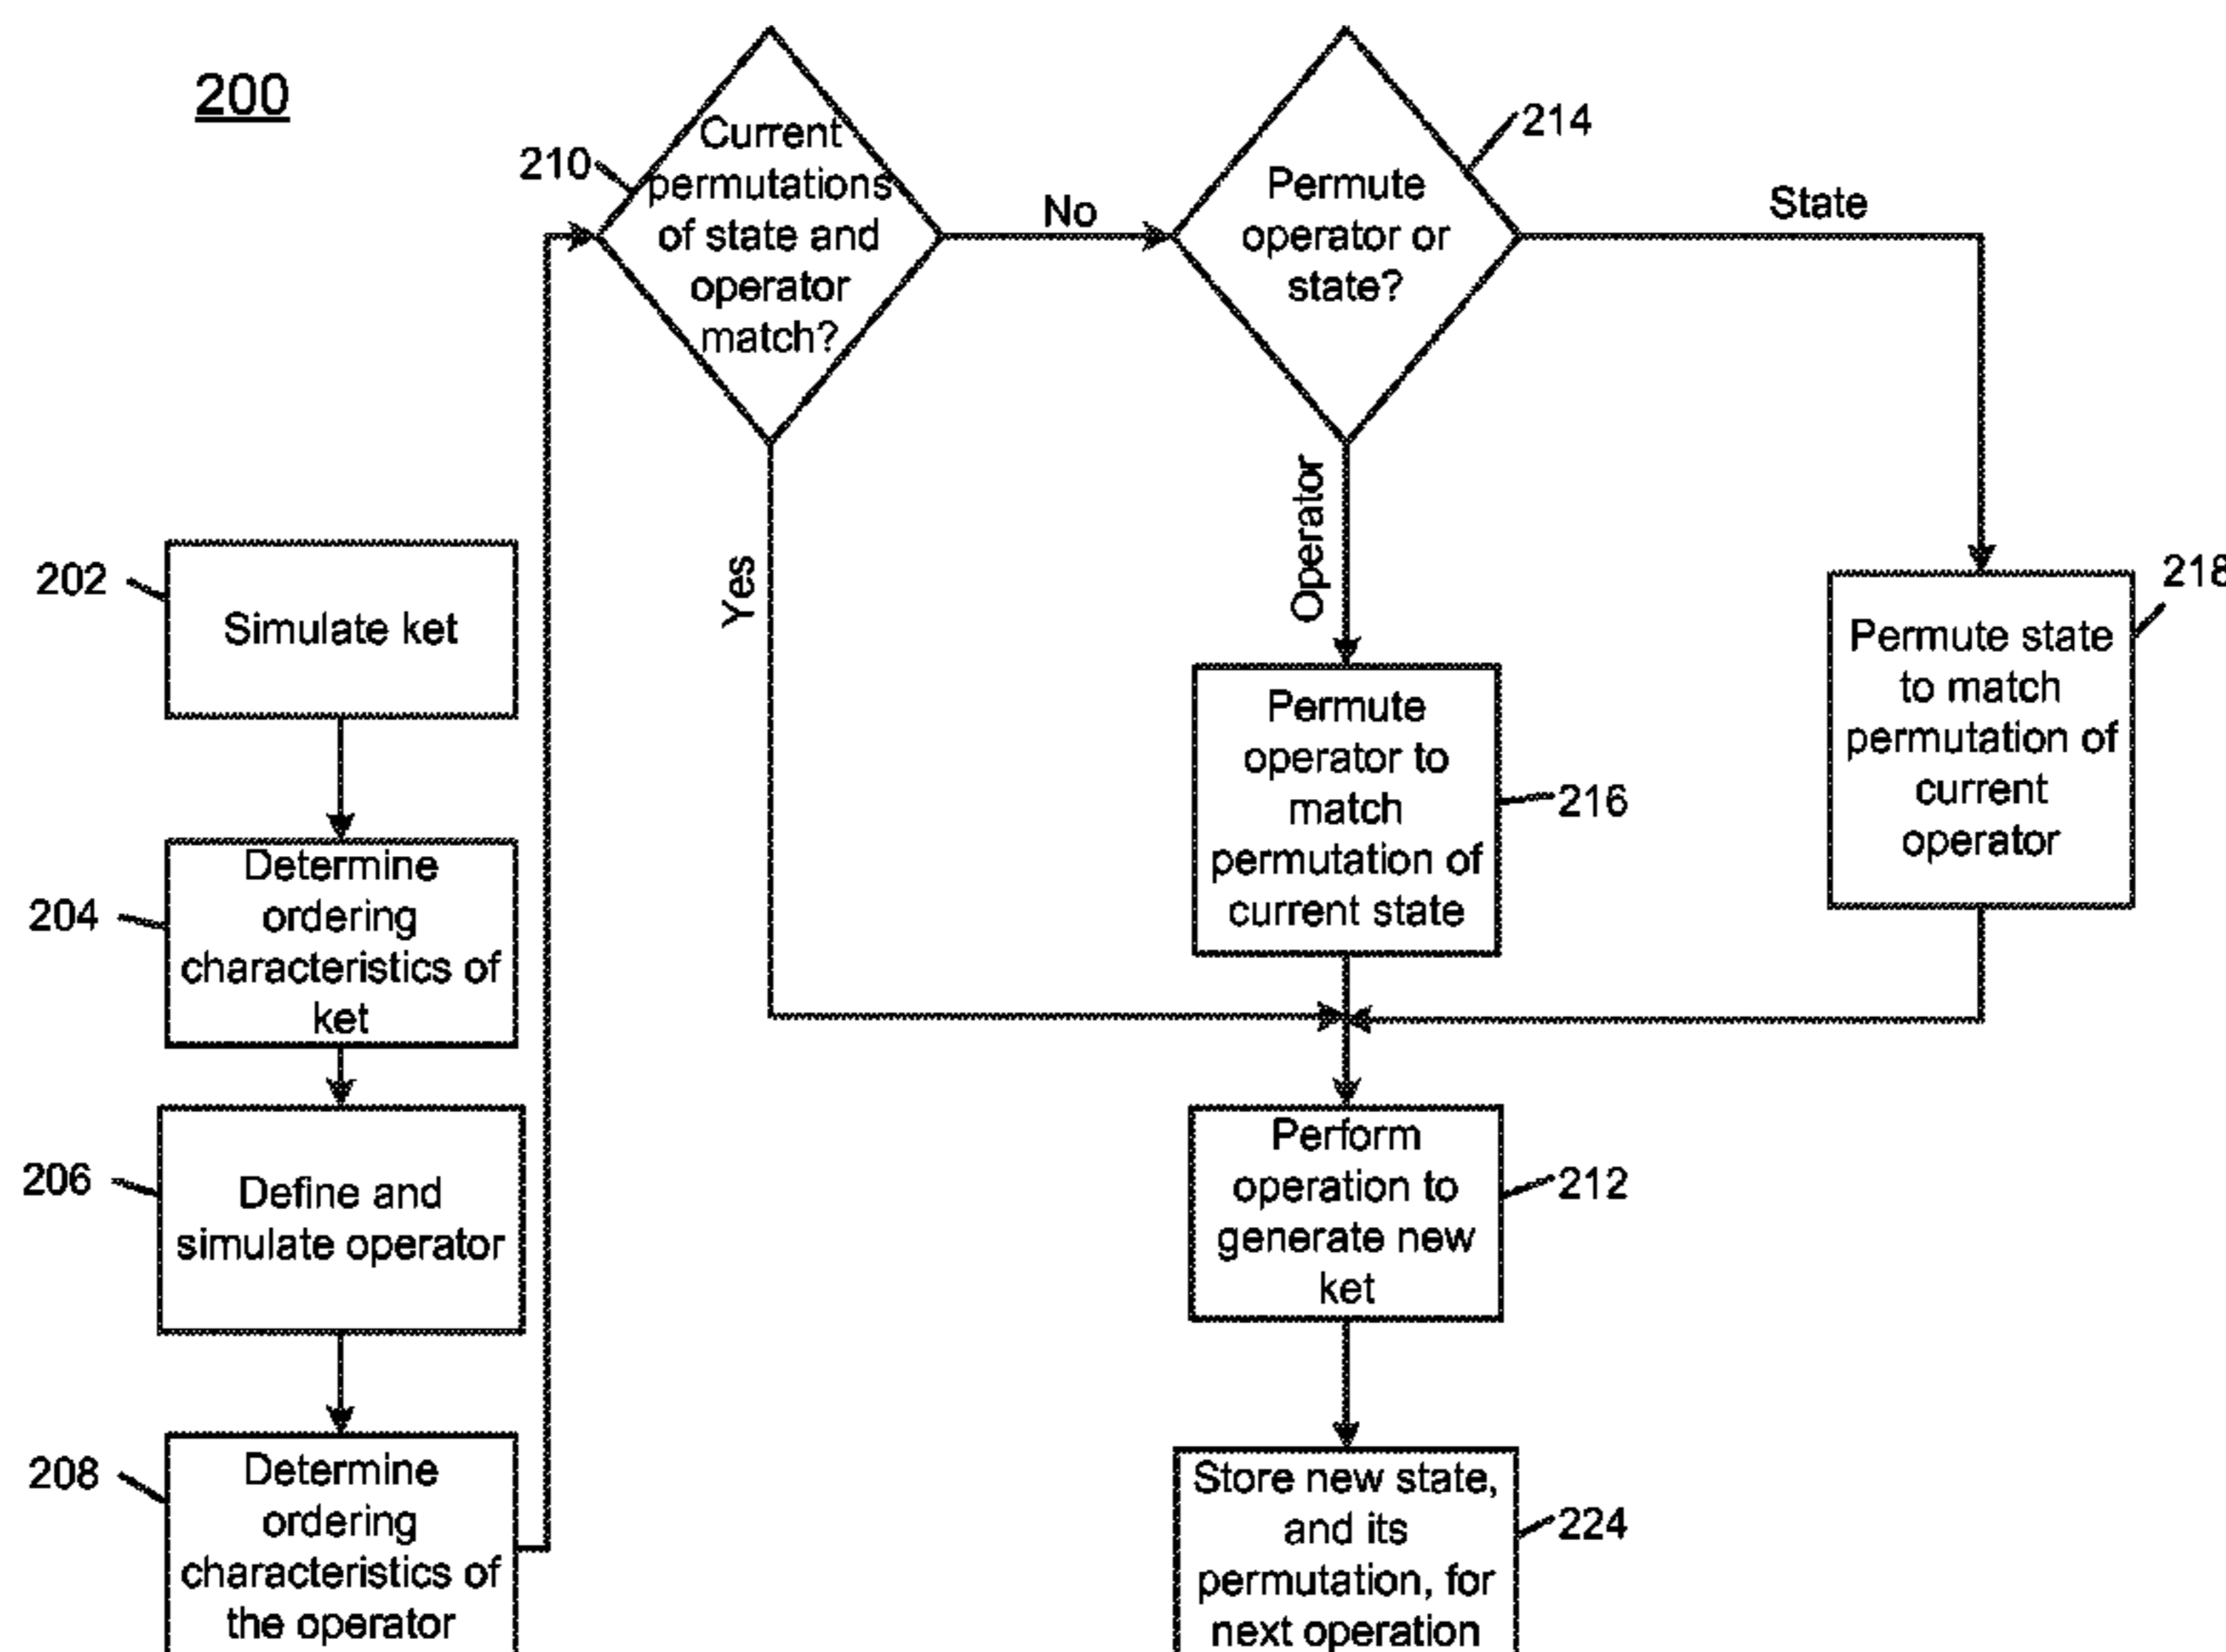 200
202
Simulate ket
204
Determine
ordering
characteristics of
ket
206
Define and
simulate operator
208
Determine
ordering
characteristics of
the operator
210
Current
permutations
of state and
operator
match?
No
Yes
214
Permute
operator or
state?
State
Operator
Permute
operator to
match
permutation of
current state
216
218
Permute state
to match
permutation of
current
operator
Perform
operation to
generate new
ket
212
Store new state,
and its
permutation, for
next operation
224